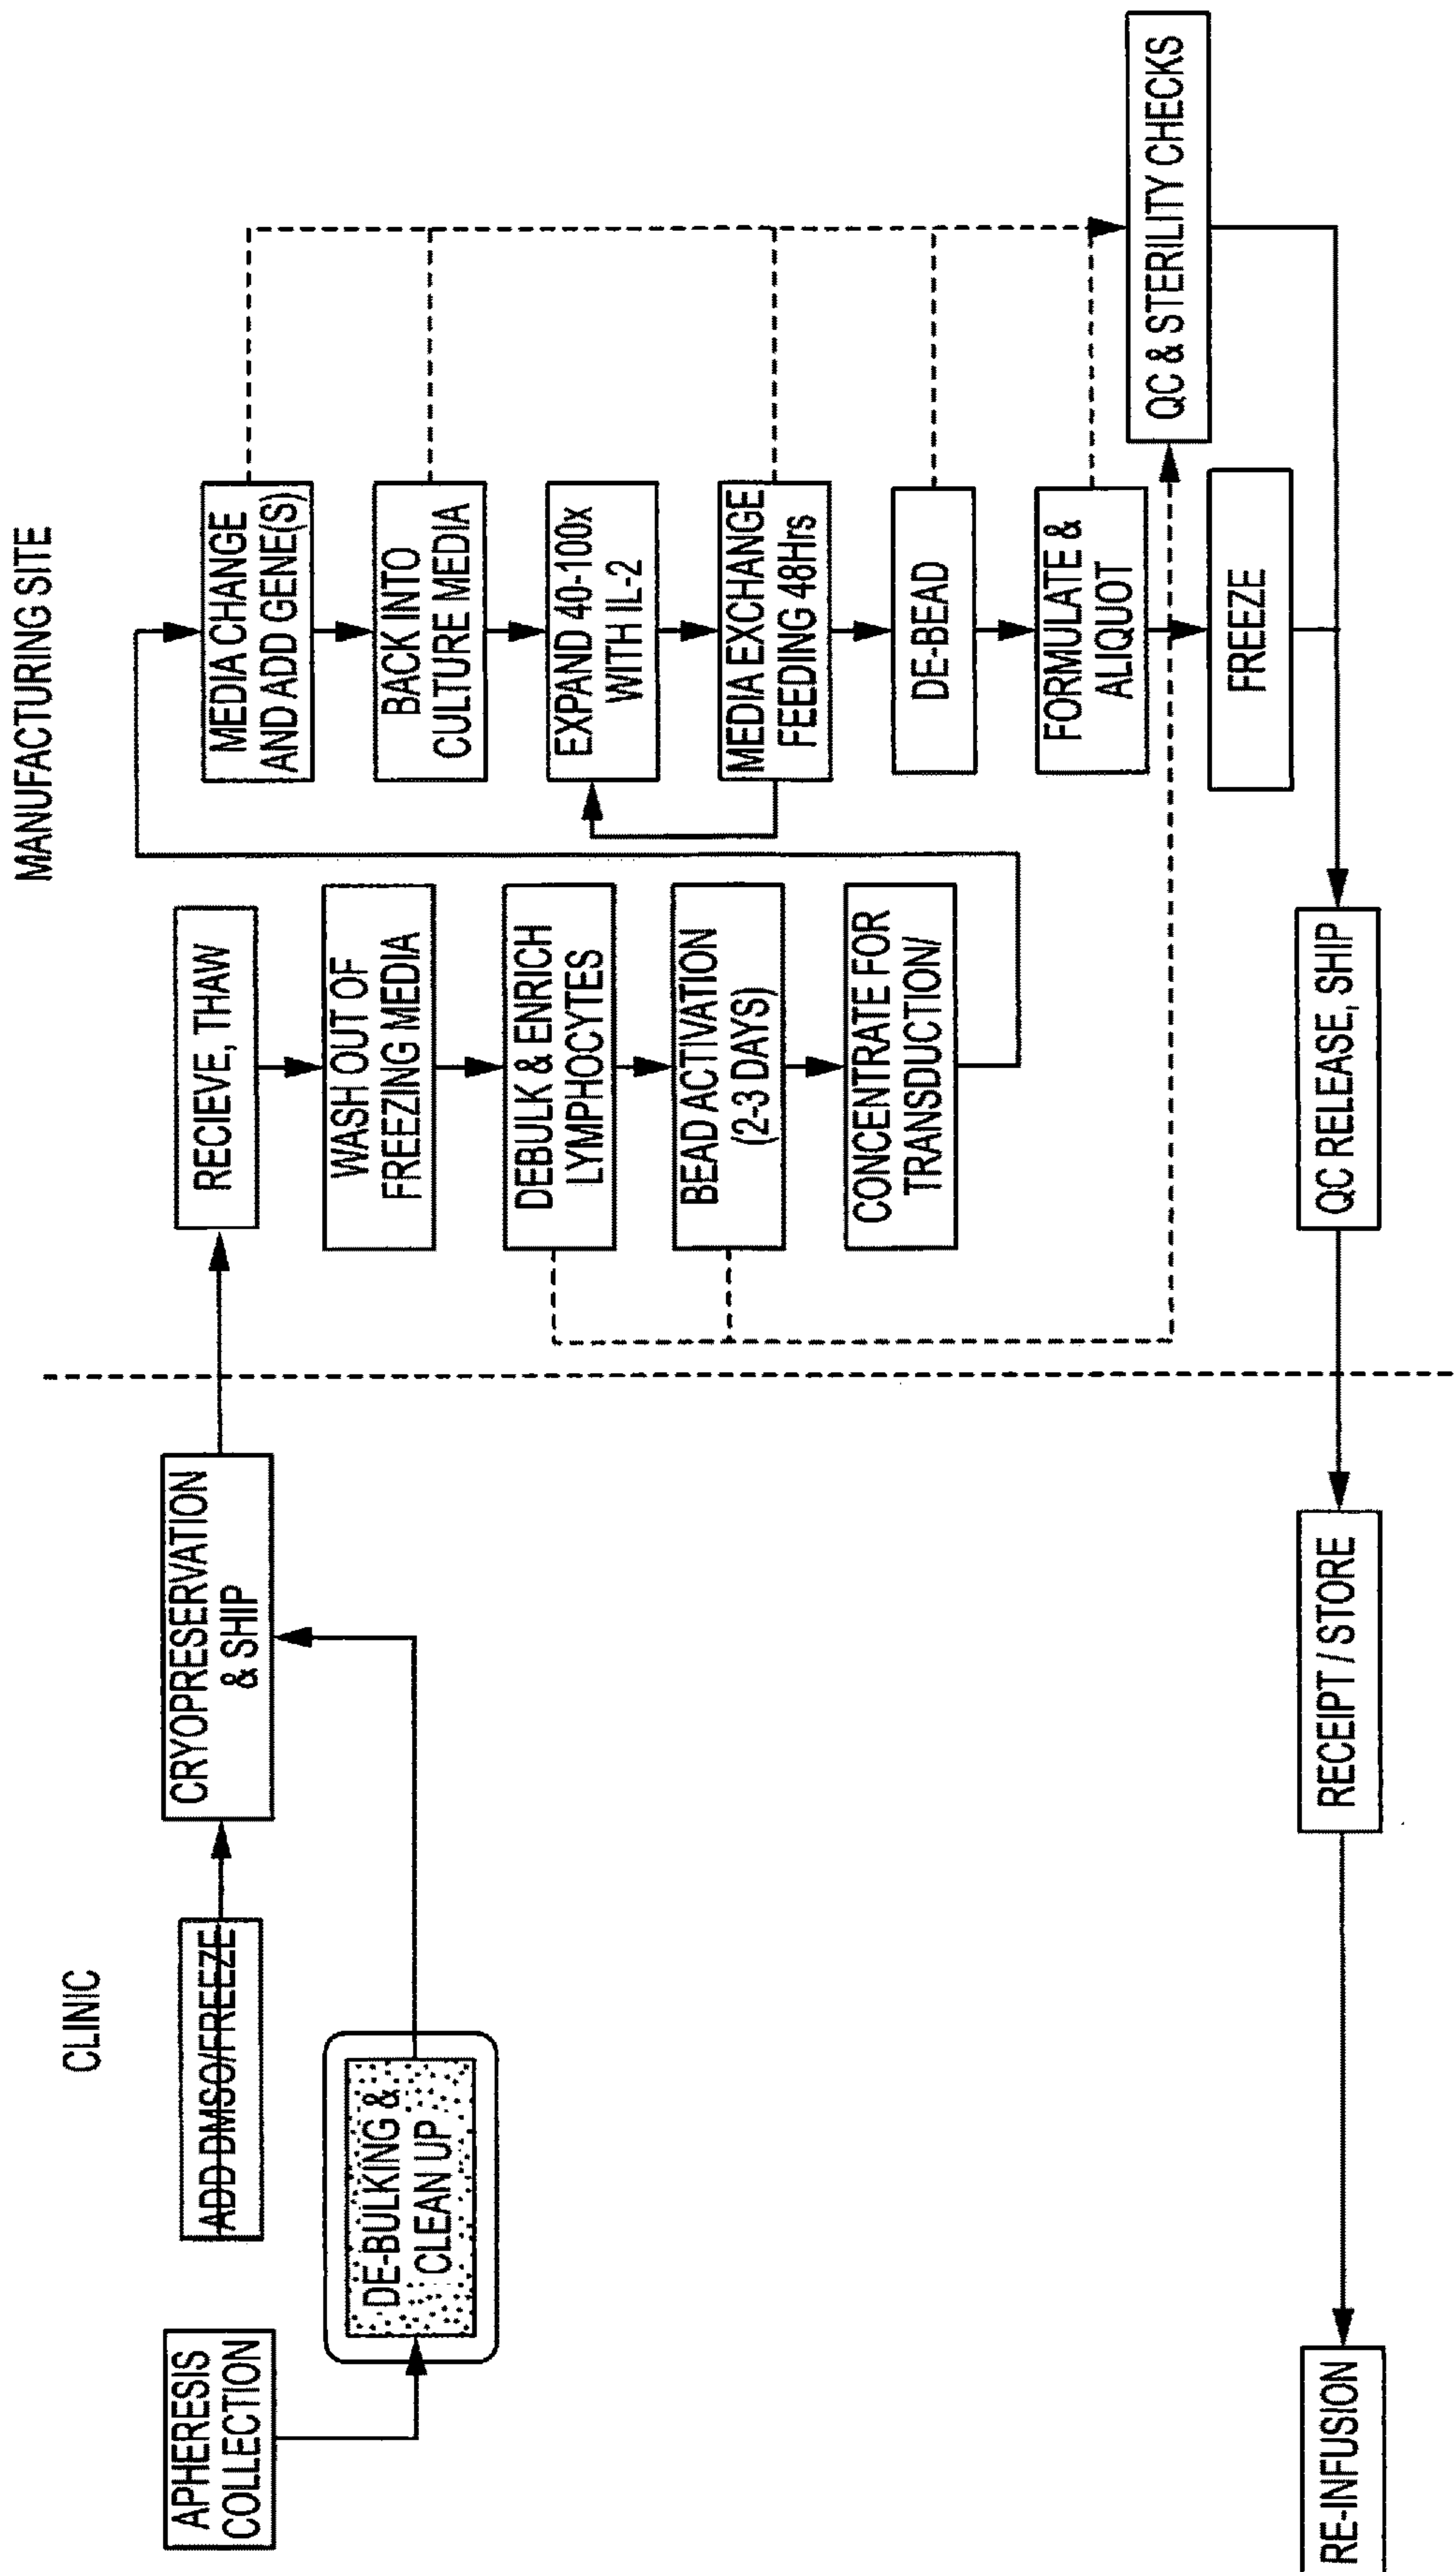 CLINIC
MANUFACTURING SITE
APHERESIS
COLLECTION
ADD DMSO/FREEZE
DE-BULKING &
CLEAN UP
CRYOPRESERVATION
& SHIP
RECIEVE, THAW
WASH OUT OF
FREEZING MEDIA
DEBULK & ENRICH
LYMPHOCYTES
BEAD ACTIVATION
(2-3 DAYS)
CONCENTRATE FOR
TRANSDUCTION/
MEDIA CHANGE
AND ADD GENE(S)
BACK INTO
CULTURE MEDIA
EXPAND 40-100x
WITH IL-2
MEDIA EXCHANGE
FEEDING 48Hrs
DE-BEAD
FORMULATE &
ALIQUOT
FREEZE
QC & STERILITY CHECKS
QC RELEASE, SHIP
RECEIPT / STORE
RE-INFUSION